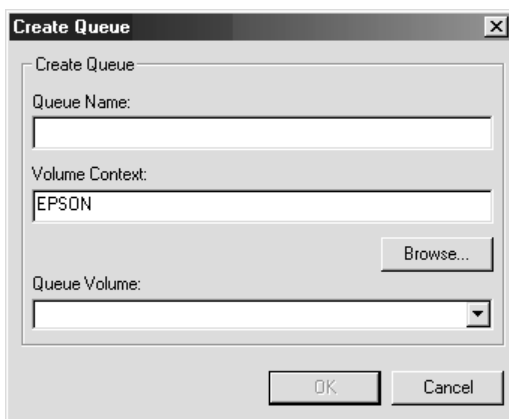 Create Queue
Create Queue
Queue Name:
Volume Context:
EPSON
Browse...
Queue Volume:
OK
Cancel